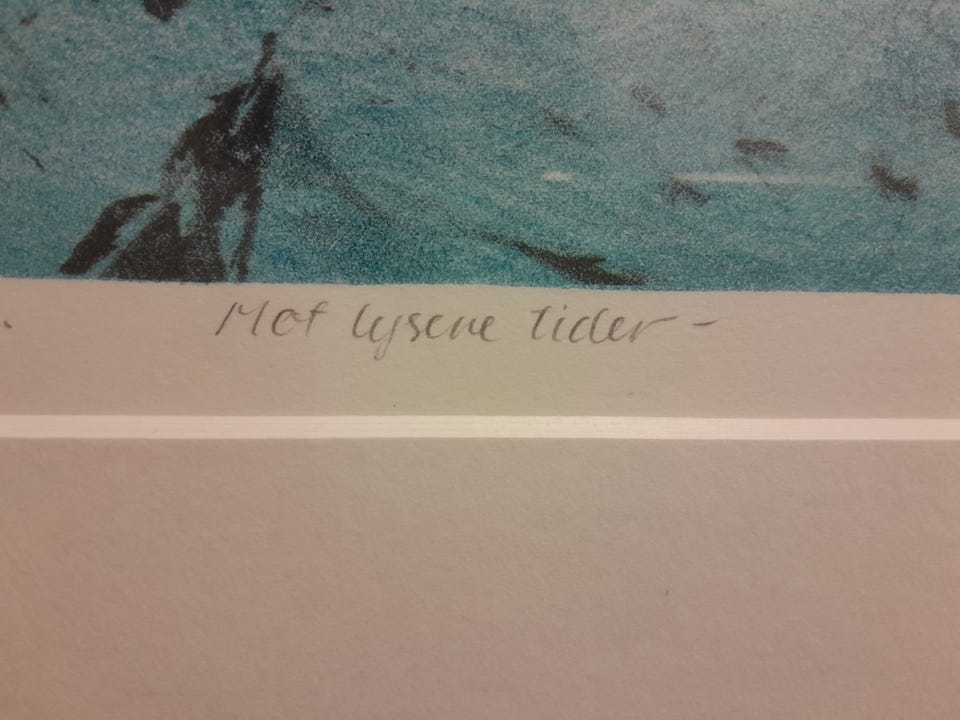 Mot lysere tider -